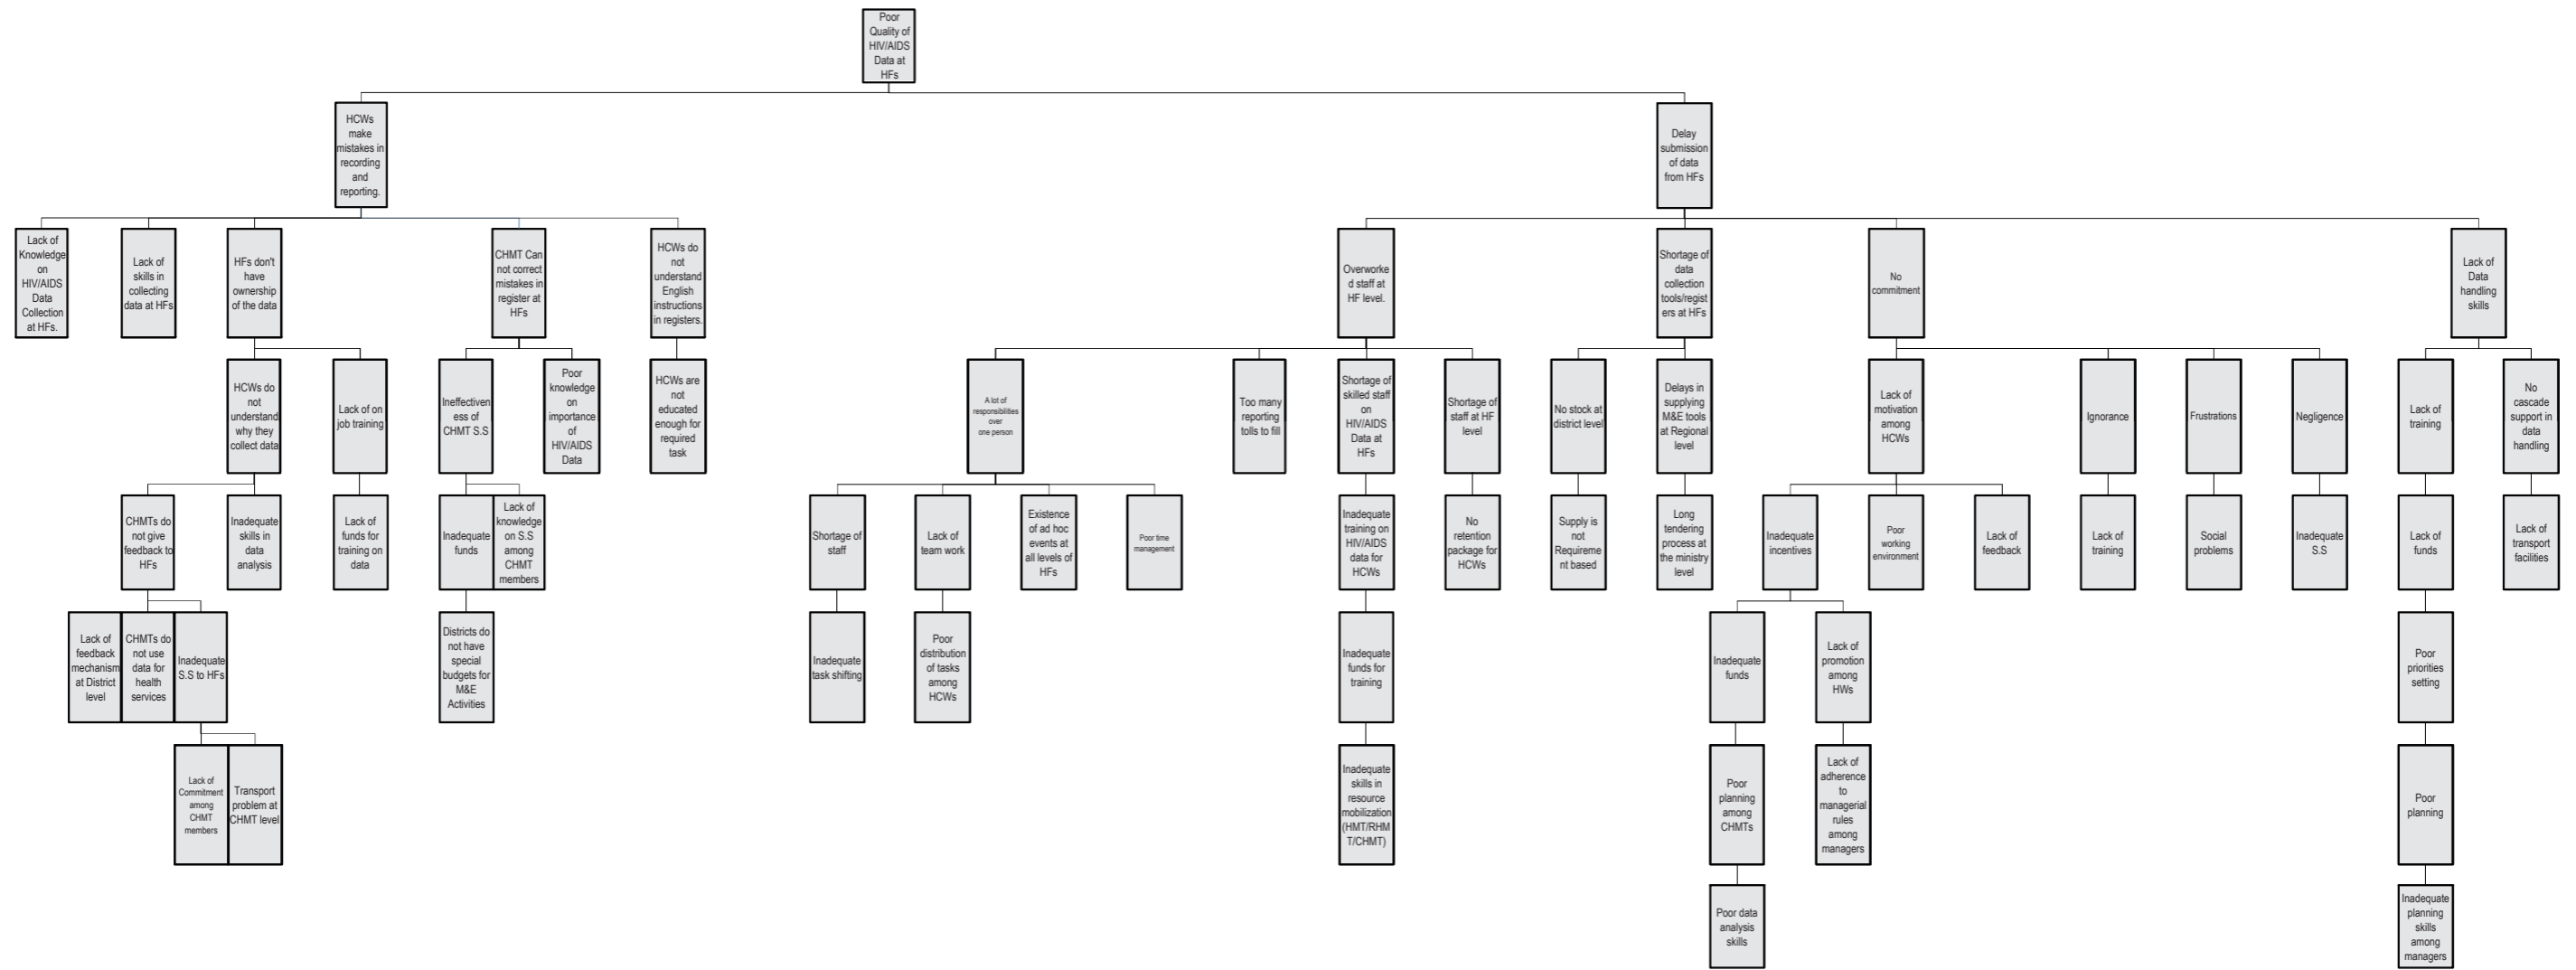 Poor
Quality of
HIV/AIDS
Data at
HFs
HCWs
make
mistakes in
recording
and
reporting.
Delay
submission
of data
from HFs
Lack of
Knowledge
on
HIV/AIDS
Data
Collection
at HFs.
Lack of
skills in
collecting
data at HFs
HFs don't
have
ownership
of the data
CHMT Can
not correct
mistakes in
register at
HFs
HCWs do
not
understand
English
instructions
in registers.
Overworke
d staff at
HF level.
Shortage of
data
collection
tools/regist
ers at HFs
No
commitment
Lack of
Data
handling
skills
HCWs do
not
understand
why they
collect data
Lack of on
job training
Ineffectiven
ess of
CHMT S.S
Poor
knowledge
on
importance
of
HIV/AIDS
Data
HCWs are
not
educated
enough for
required
task
A lot of
responsibilities
over
one person
Too many
reporting
tolls to fill
Shortage of
skilled staff
on
HIV/AIDS
Data at
HFs
Shortage of
staff at HF
level
No stock at
district level
Delays in
supplying
M&E tools
at Regional
level
Lack of
motivation
among
HCWs
Ignorance
Frustrations
Negligence
Lack of
training
No
cascade
support in
data
handling
CHMTs do
not give
feedback to
HFs
Inadequate
skills in
data
analysis
Lack of
funds for
training on
data
Inadequate
funds
Lack of
knowledge
on S.S
among
CHMT
members
Shortage of
staff
Lack of
team work
Existence
of ad hoc
events at
all levels of
HFs
Poor time
management
Inadequate
training on
HIV/AIDS
data for
HCWs
No
retention
package for
HCWs
Supply is
not
Requireme
nt based
Long
tendering
process at
the ministry
level
Inadequate
incentives
Poor
working
environment
Lack of
feedback
Lack of
training
Social
problems
Inadequate
S.S
Lack of
funds
Lack of
transport
facilities
Lack of
feedback
mechanism
at District
level
CHMTs do
not use
data for
health
services
Inadequate
S.S to HFs
Districts do
not have
special
budgets for
M&E
Activities
Inadequate
task shifting
Poor
distribution
of tasks
among
HCWs
Inadequate
funds for
training
Inadequate
funds
Lack of
promotion
among
HWs
Poor
priorities
setting
Lack of
Commitment
among
CHMT
members
Transport
problem at
CHMT level
Inadequate
skills in
resource
mobilization
(HMT/RHM
T/CHMT)
Poor
planning
among
CHMTs
Lack of
adherence
to
managerial
rules
among
managers
Poor
planning
Poor data
analysis
skills
Inadequate
planning
skills
among
managers